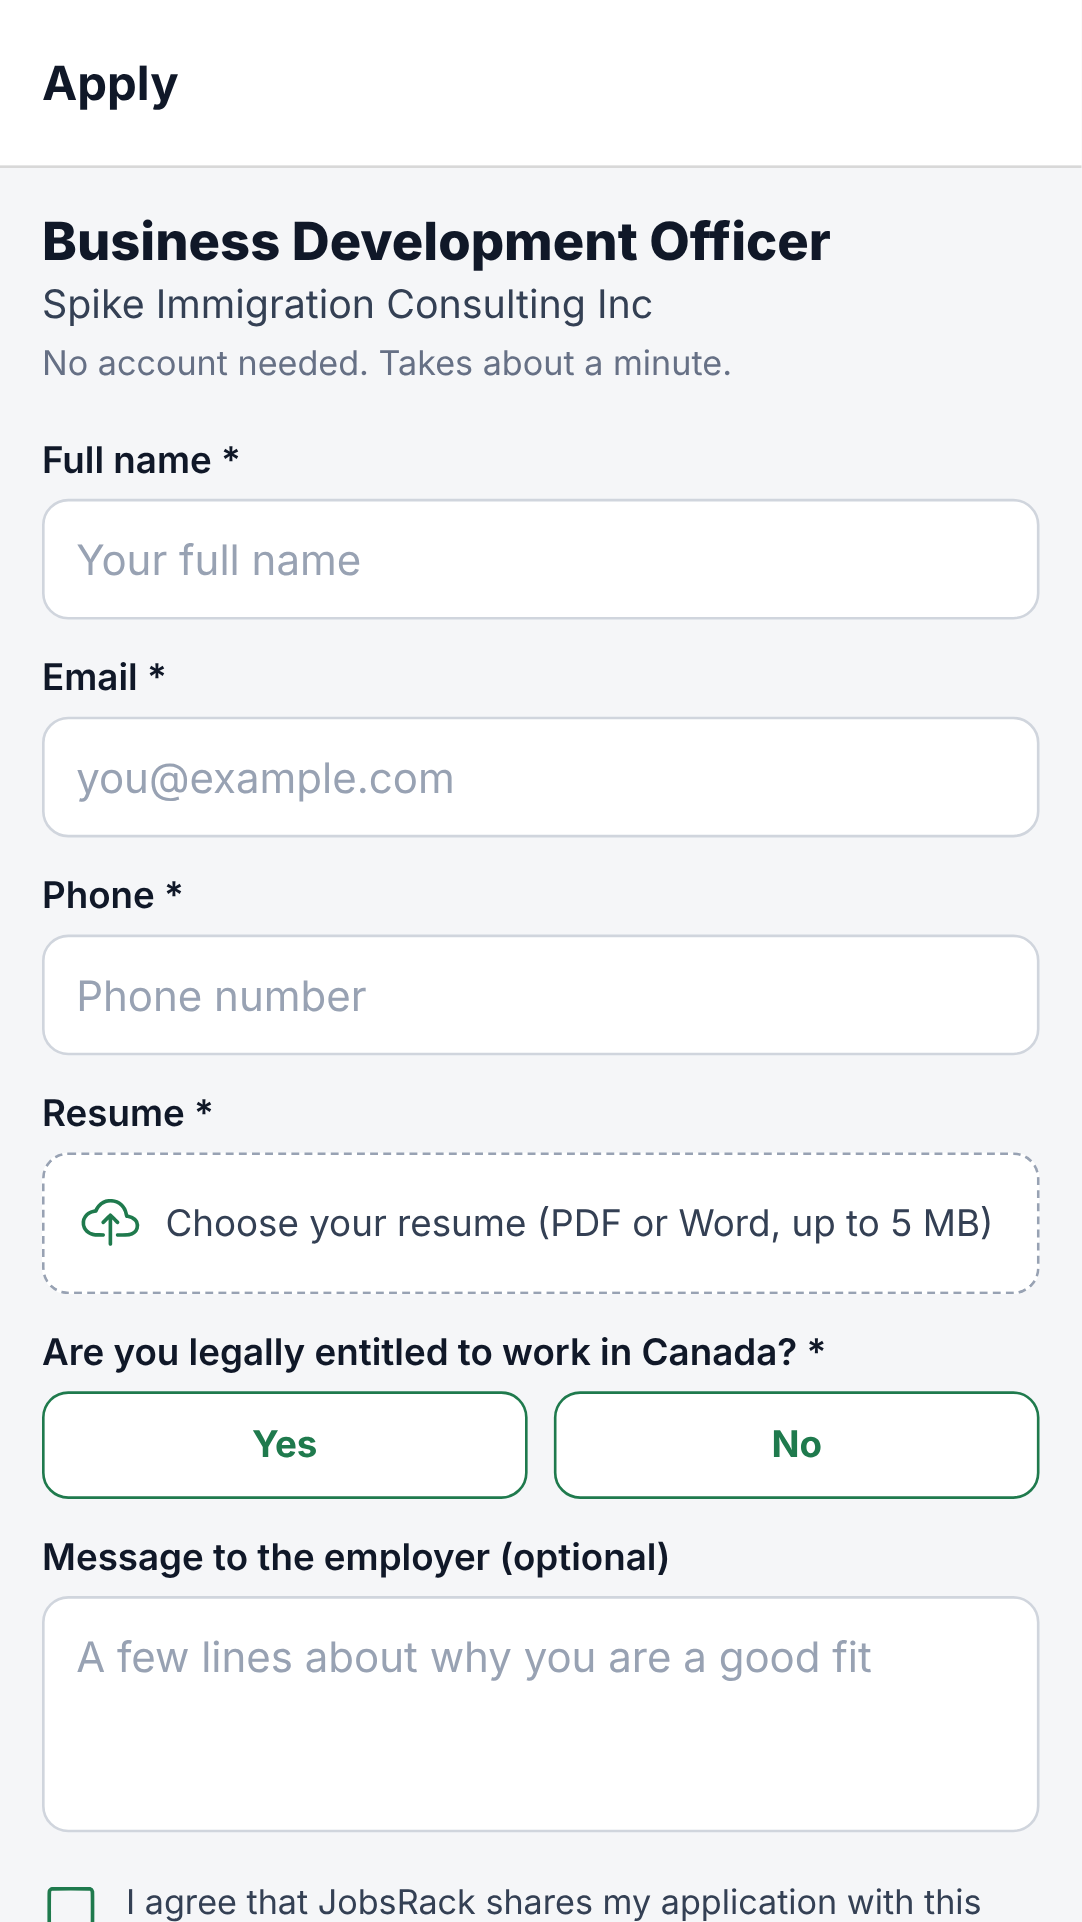 Apply
Business Development Officer
Spike Immigration Consulting Inc
No account needed. Takes about a minute.
Full name *
Your full name
Email *
you@example.com
Phone *
Phone number
Resume *
Choose your resume (PDF or Word, up to 5 MB)
Are you legally entitled to work in Canada? *
Yes
No
Message to the employer (optional)
A few lines about why you are a good fit
I agree that JobsRack shares my application with this